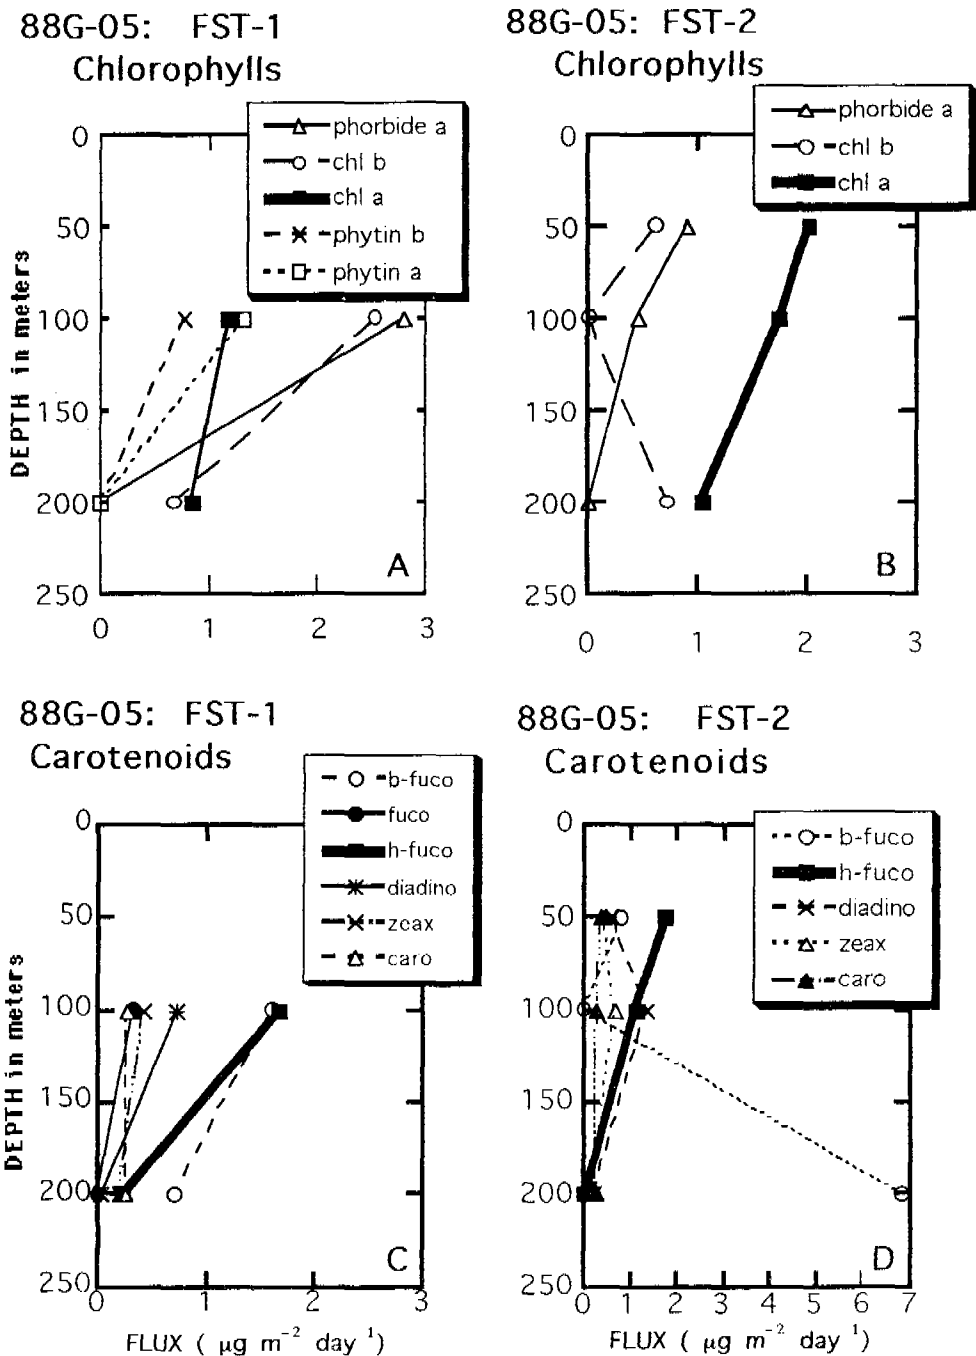 88G-05: FST-1
Chlorophylls
phorbide a
chl b
chl a
phytin b
phytin a
0
50
100
150
200
250
DEPTH in meters
A
0 1 2 3
88G-05: FST-2
Chlorophylls
phorbide a
chl b
chl a
0
50
100
150
200
250
B
0 1 2 3
88G-05: FST-1
Carotenoids
b-fuco
fuco
h-fuco
diadino
zeax
caro
0
50
100
150
200
250
DEPTH in meters
C
0 1 2 3
FLUX ( µg m⁻² day ¹)
88G-05: FST-2
Carotenoids
b-fuco
h-fuco
diadino
zeax
caro
0
50
100
150
200
250
D
0 1 2 3 4 5 6 7
FLUX ( µg m⁻² day ¹)